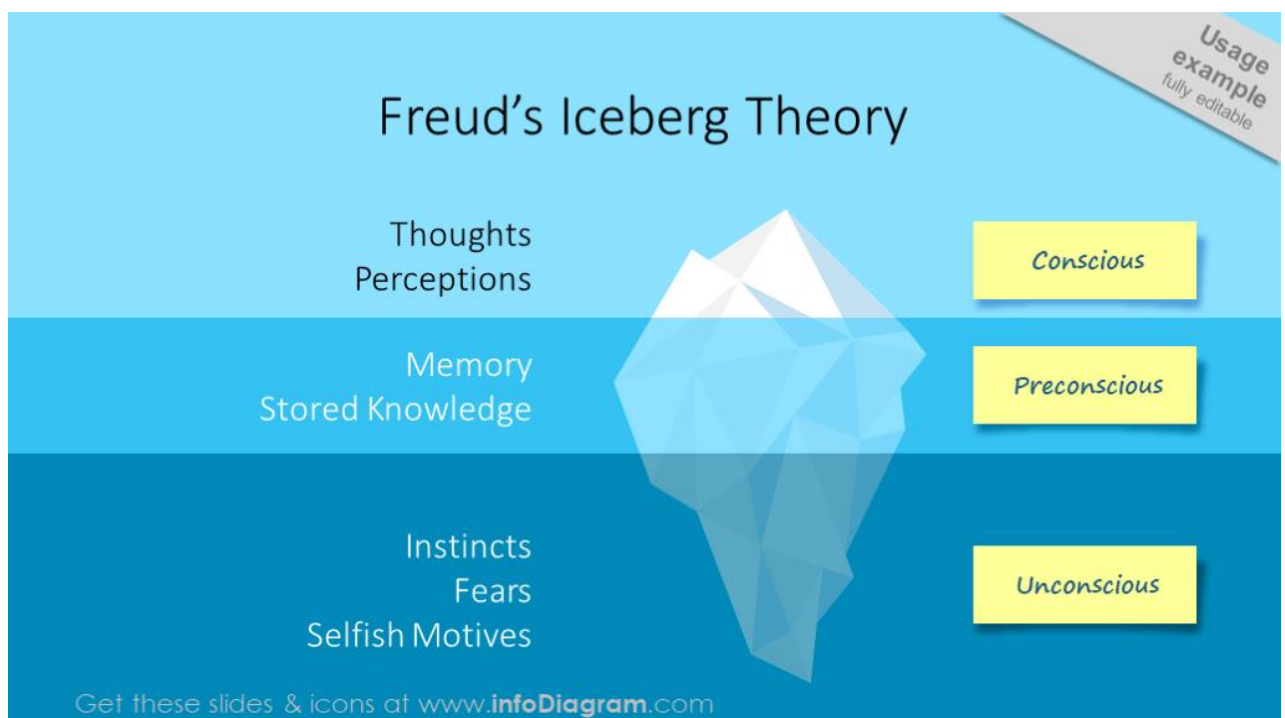 Usage
example
fully editable
Freud's Iceberg Theory
Thoughts
Perceptions
Conscious
Memory
Stored Knowledge
Preconscious
Instincts
Fears
Selfish Motives
Unconscious
Get these slides & icons at www.infoDiagram.com